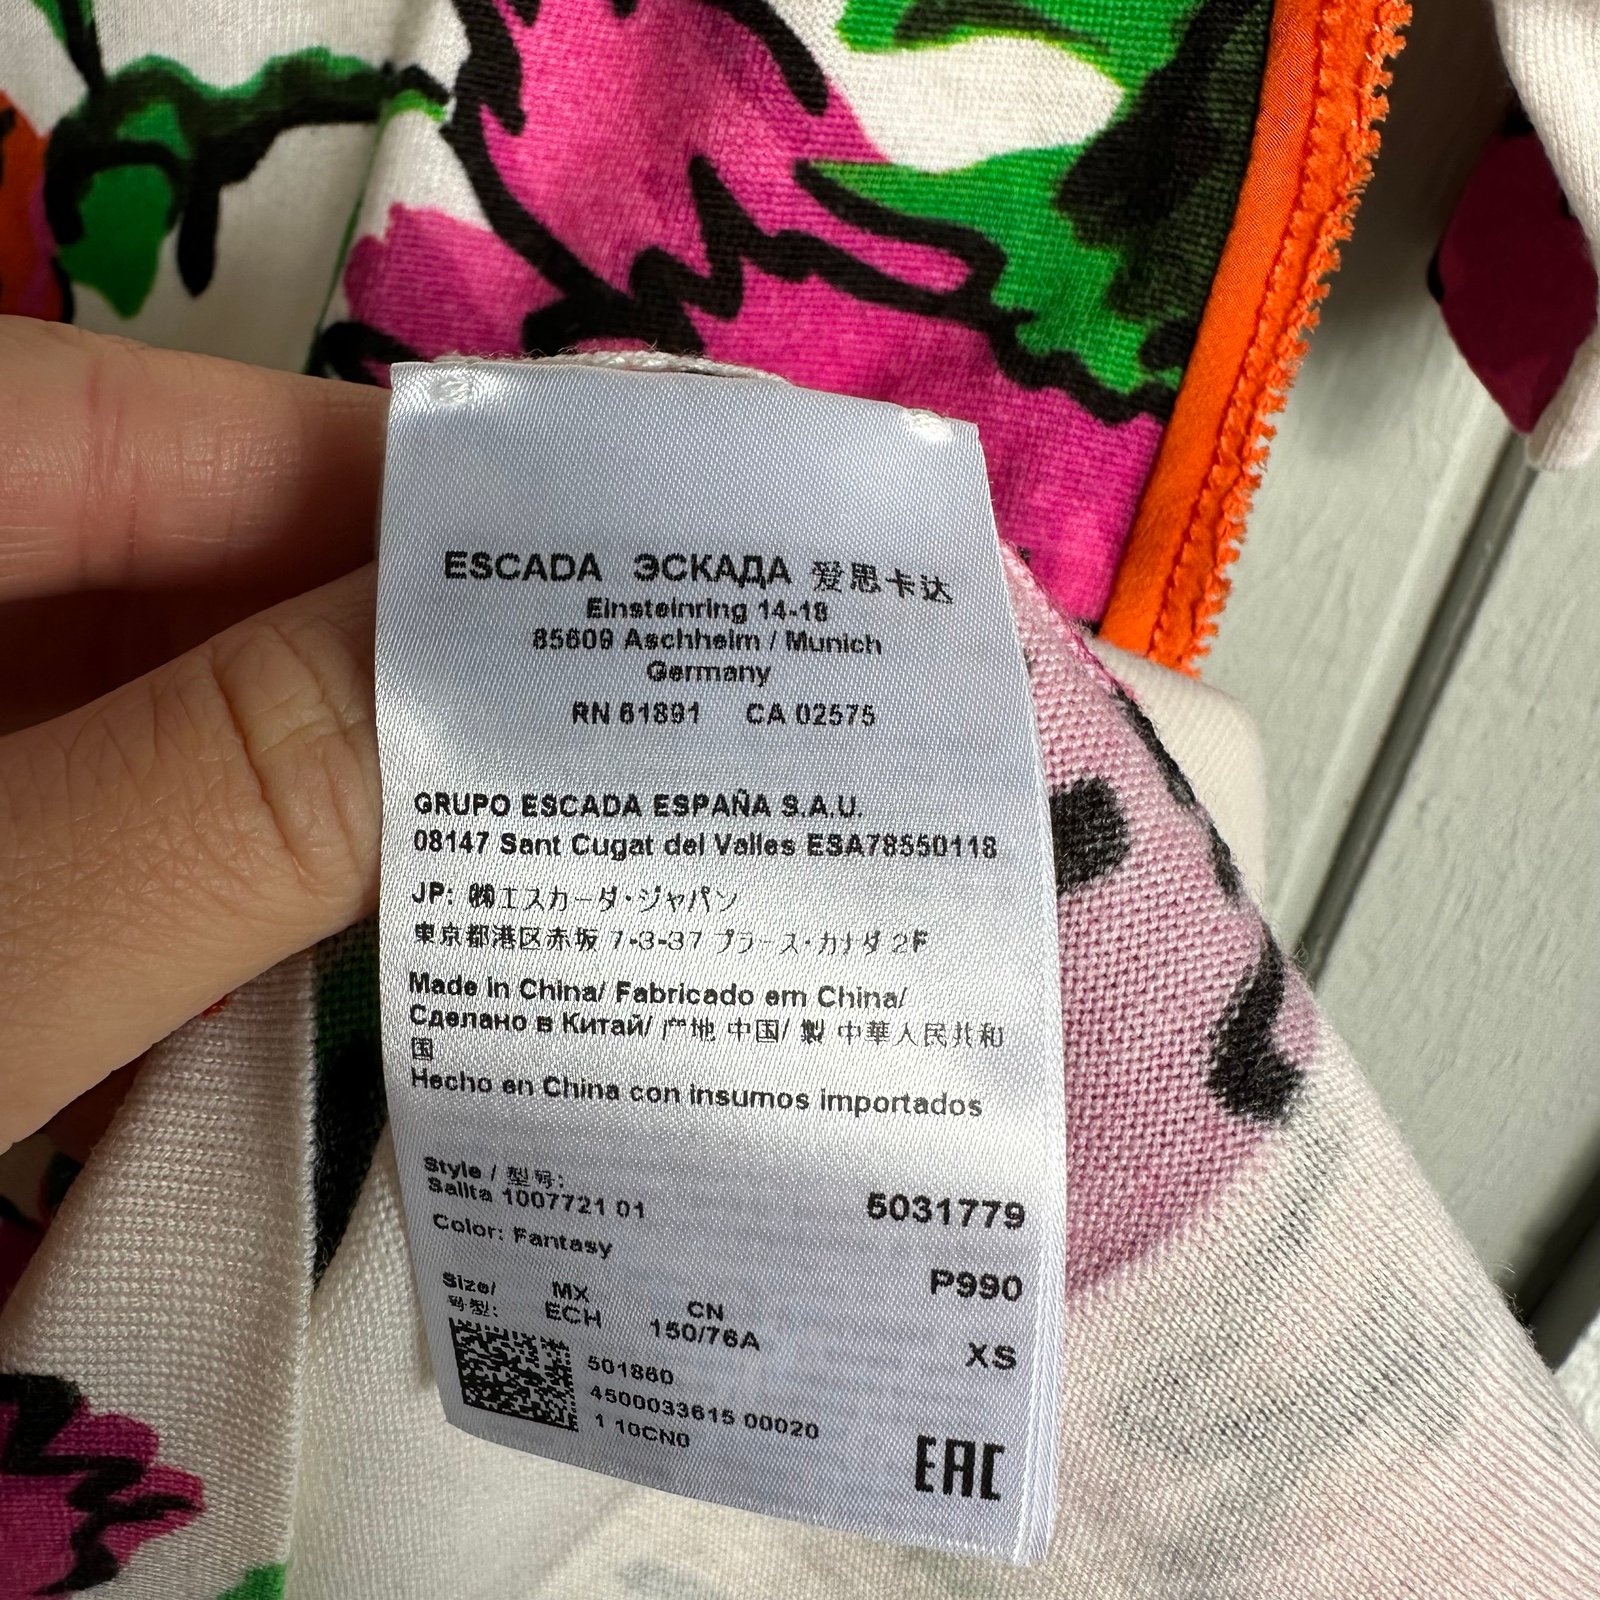 ESCADA ЭСКАДА 爱思卡达
Einsteinring 14-18
85609 Aschheim / Munich
Germany
RN 61891 CA 02575
GRUPO ESCADA ESPAÑA S.A.U.
08147 Sant Cugat del Valles ESA78550118
JP: ㈱エスカーダ・ジャパン
東京都港区赤坂 7-3-37 プラース・カナダ 2F
Made in China/ Fabricado em China/
Сделано в Китай/ 产地 中国/ 製 中華人民共和
国
Hecho en China con insumos importados
Style / 型号:
Salita 1007721 01 5031779
Color: Fantasy P990
Size/ MX CN
号型: ECH 150/76A XS
501860
4500033615 00020
1 10CN0
EAC